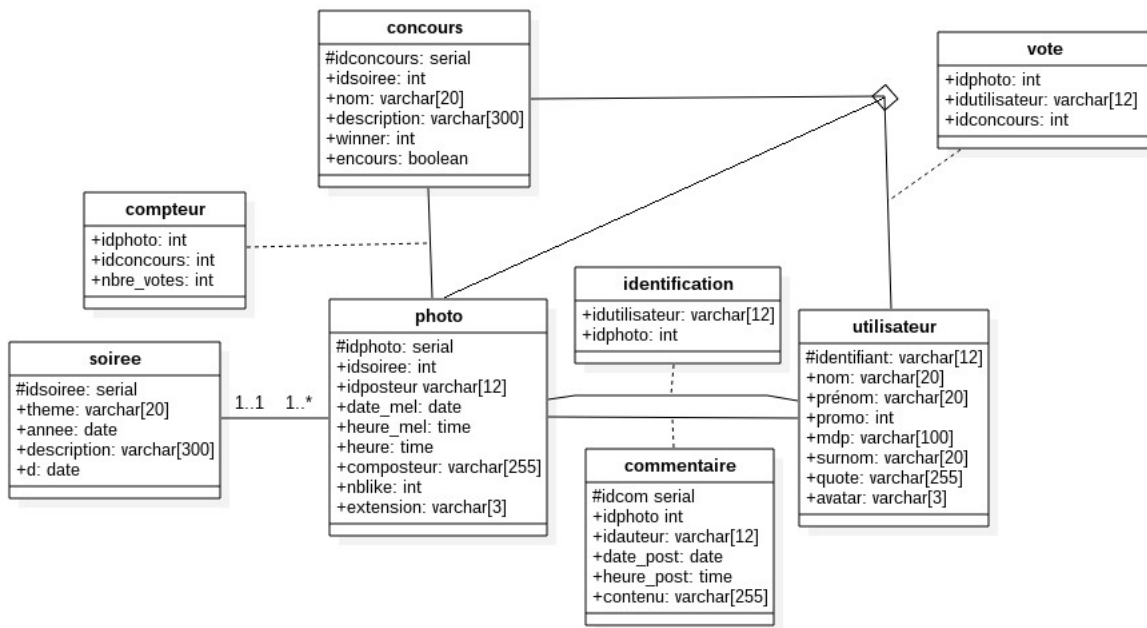 concours
#idconcours: serial
+idsoiree: int
+nom: varchar[20]
+description: varchar[300]
+winner: int
+encours: boolean
vote
+idphoto: int
+idutilisateur: varchar[12]
+idconcours: int
compteur
+idphoto: int
+idconcours: int
+nbre_votes: int
identification
+idutilisateur: varchar[12]
+idphoto: int
soiree
#idsoiree: serial
+theme: varchar[20]
+annee: date
+description: varchar[300]
+d: date
1..1 1..*
photo
#idphoto: serial
+idsoiree: int
+idposteur varchar[12]
+date_mel: date
+heure_mel: time
+heure: time
+composteur: varchar[255]
+nblike: int
+extension: varchar[3]
utilisateur
#identifiant: varchar[12]
+nom: varchar[20]
+prénom: varchar[20]
+promo: int
+mdp: varchar[100]
+surnom: varchar[20]
+quote: varchar[255]
+avatar: varchar[3]
commentaire
#idcom serial
+idphoto int
+idauteur: varchar[12]
+date_post: date
+heure_post: time
+contenu: varchar[255]